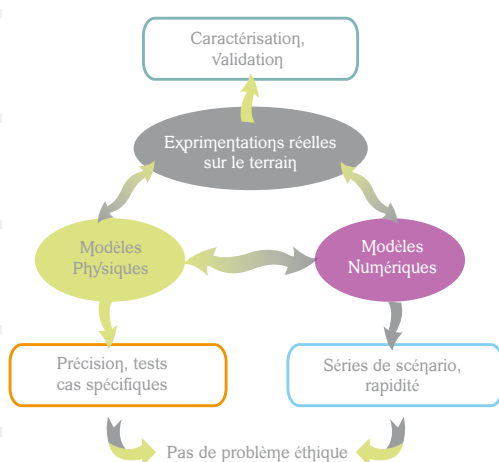 Caractérisation,
validation
Exprimentations réelles
sur le terrain
Modèles
Physiques
Modèles
Numériques
Précision, tests
cas spécifiques
Séries de scénario,
rapidité
Pas de problème éthique